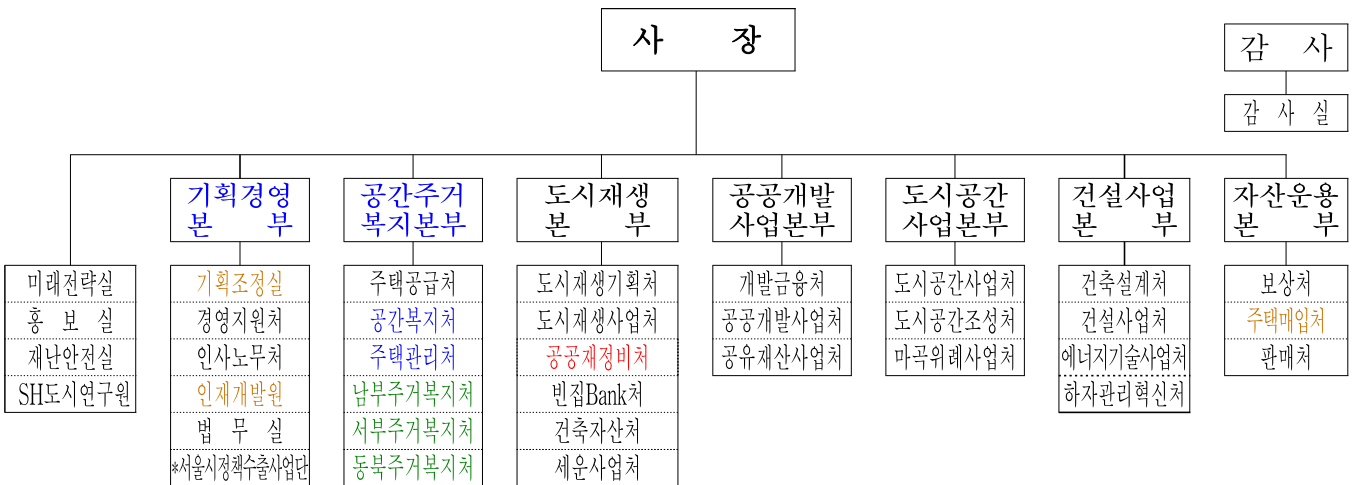 사 장
감 사
감 사 실
기획경영
본 부
공간주거
복지본부
도시재생
본 부
공공개발
사업본부
도시공간
사업본부
건설사업
본 부
자산운용
본 부
미래전략실
홍 보 실
재난안전실
SH도시연구원
기획조정실
경영지원처
인사노무처
인재개발원
법 무 실
*서울시정책수출사업단
주택공급처
공간복지처
주택관리처
남부주거복지처
서부주거복지처
동북주거복지처
도시재생기획처
도시재생사업처
공공재정비처
빈집Bank처
건축자산처
세운사업처
개발금융처
공공개발사업처
공유재산사업처
도시공간사업처
도시공간조성처
마곡위례사업처
건축설계처
건설사업처
에너지기술사업처
하자관리혁신처
보상처
주택매입처
판매처